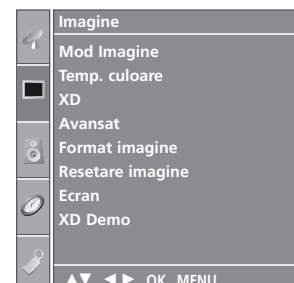 Imagine
Mod Imagine
Temp. culoare
XD
Avansat
Format imagine
Resetare imagine
Ecran
XD Demo
▲▼ ◀▶ OK MENU